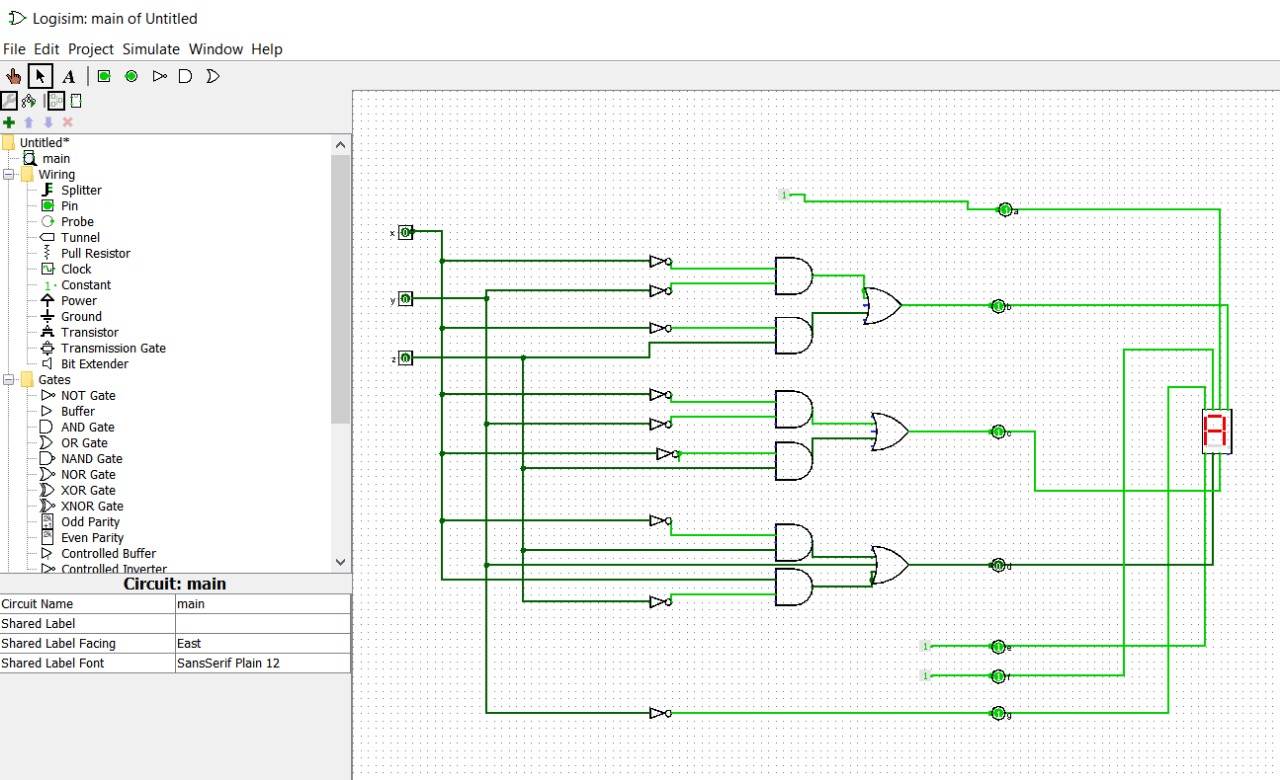 Logisim: main of Untitled
File Edit Project Simulate Window Help
A
Untitled*
main
Wiring
Splitter
Pin
Probe
Tunnel
Pull Resistor
Clock
1 Constant
Power
Ground
Transistor
Transmission Gate
Bit Extender
Gates
NOT Gate
Buffer
AND Gate
OR Gate
NAND Gate
NOR Gate
XOR Gate
XNOR Gate
Odd Parity
Even Parity
Controlled Buffer
Controlled Inverter
Circuit: main
Circuit Name main
Shared Label
Shared Label Facing East
Shared Label Font SansSerif Plain 12
1
1 a
x 0
y 0
1 b
z 0
1 c
0 d
1 1 e
1 1 f
1 g